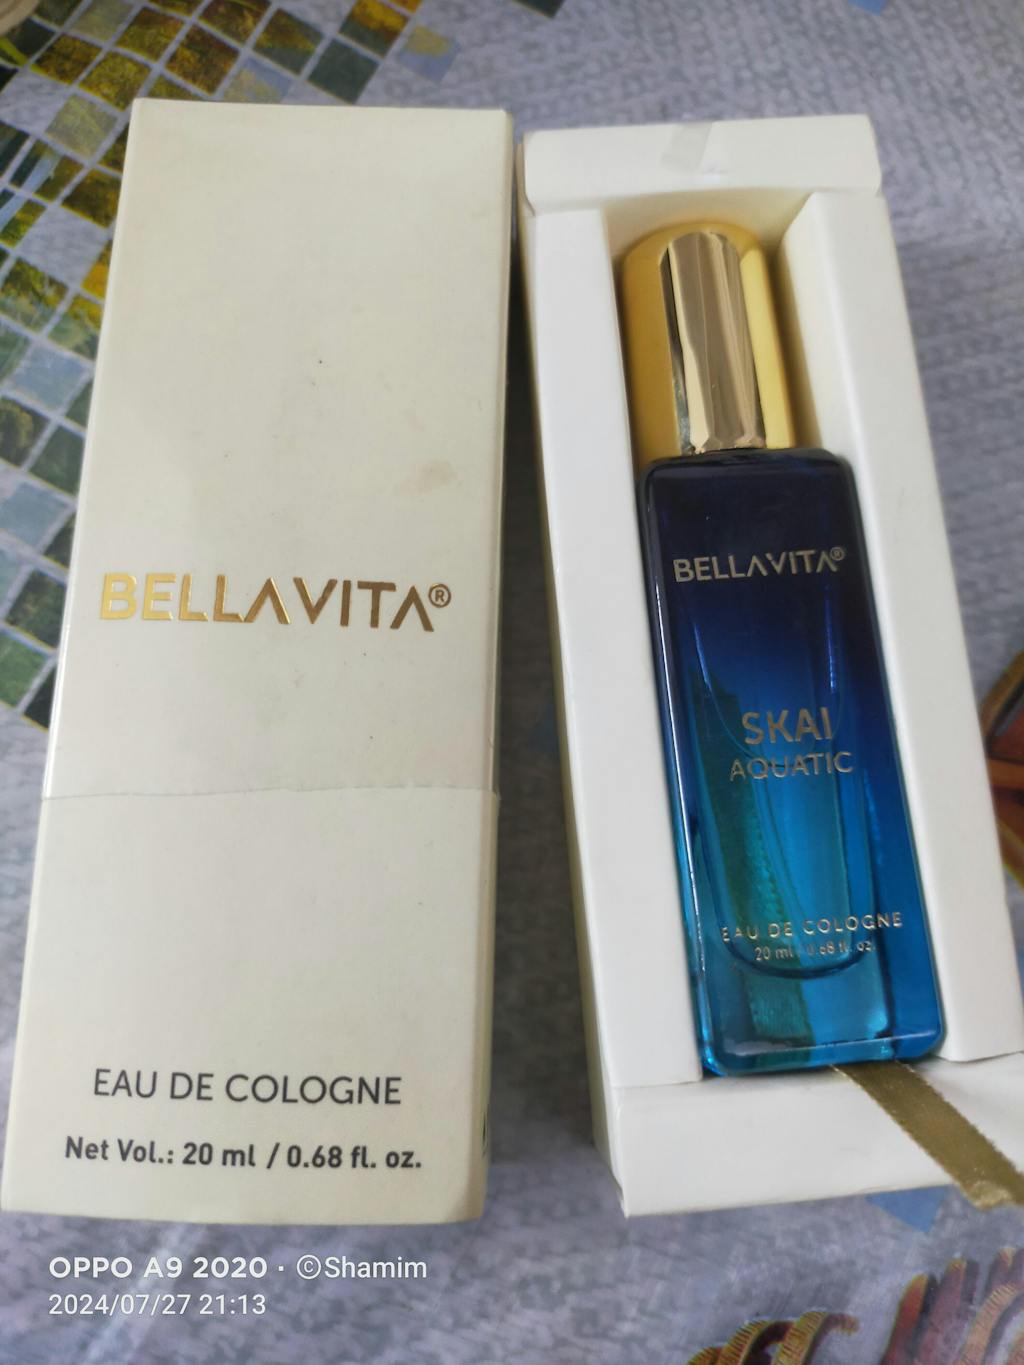 BELLAVITA®
EAU DE COLOGNE
Net Vol.: 20 ml / 0.68 fl. oz.
BELLAVITA®
SKAI
AQUATIC
EAU DE COLOGNE
20 ml / 0.68 fl. oz.
OPPO A9 2020 · ©Shamim
2024/07/27 21:13